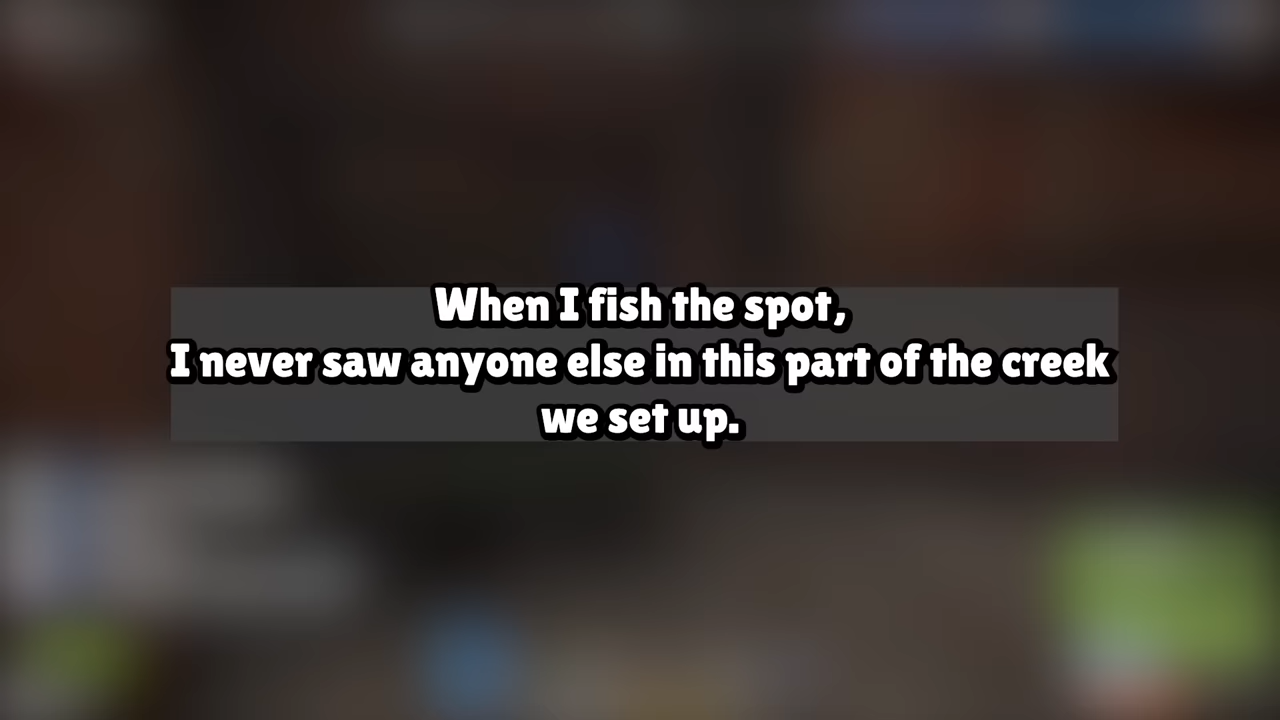 When I fish the spot,
I never saw anyone else in this part of the creek
we set up.